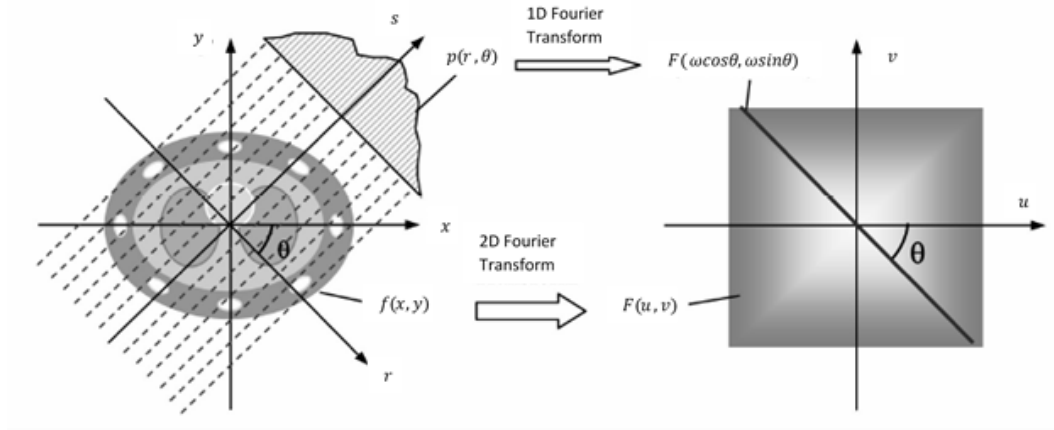 s
1D Fourier
Transform
y
p(r,θ)
F(ωcosθ,ωsinθ)
v
x
u
θ
θ
2D Fourier
Transform
f(x,y)
F(u,v)
r